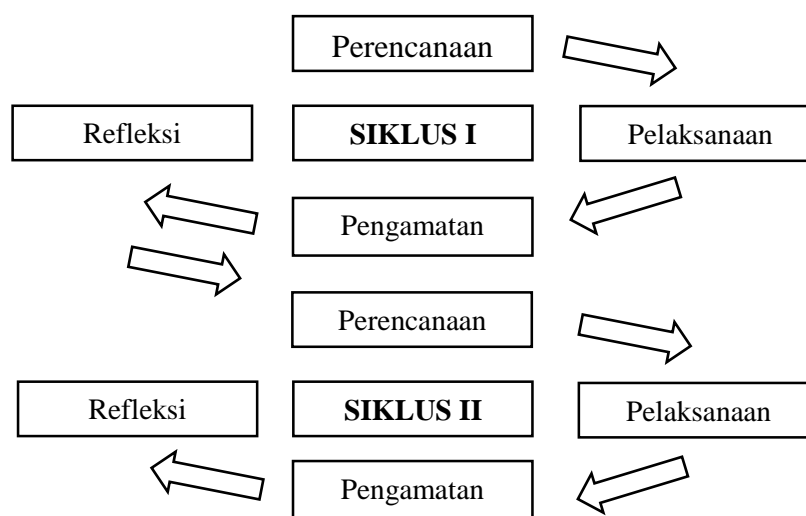 Perencanaan
Refleksi
SIKLUS I
Pelaksanaan
Pengamatan
Perencanaan
Refleksi
SIKLUS II
Pelaksanaan
Pengamatan